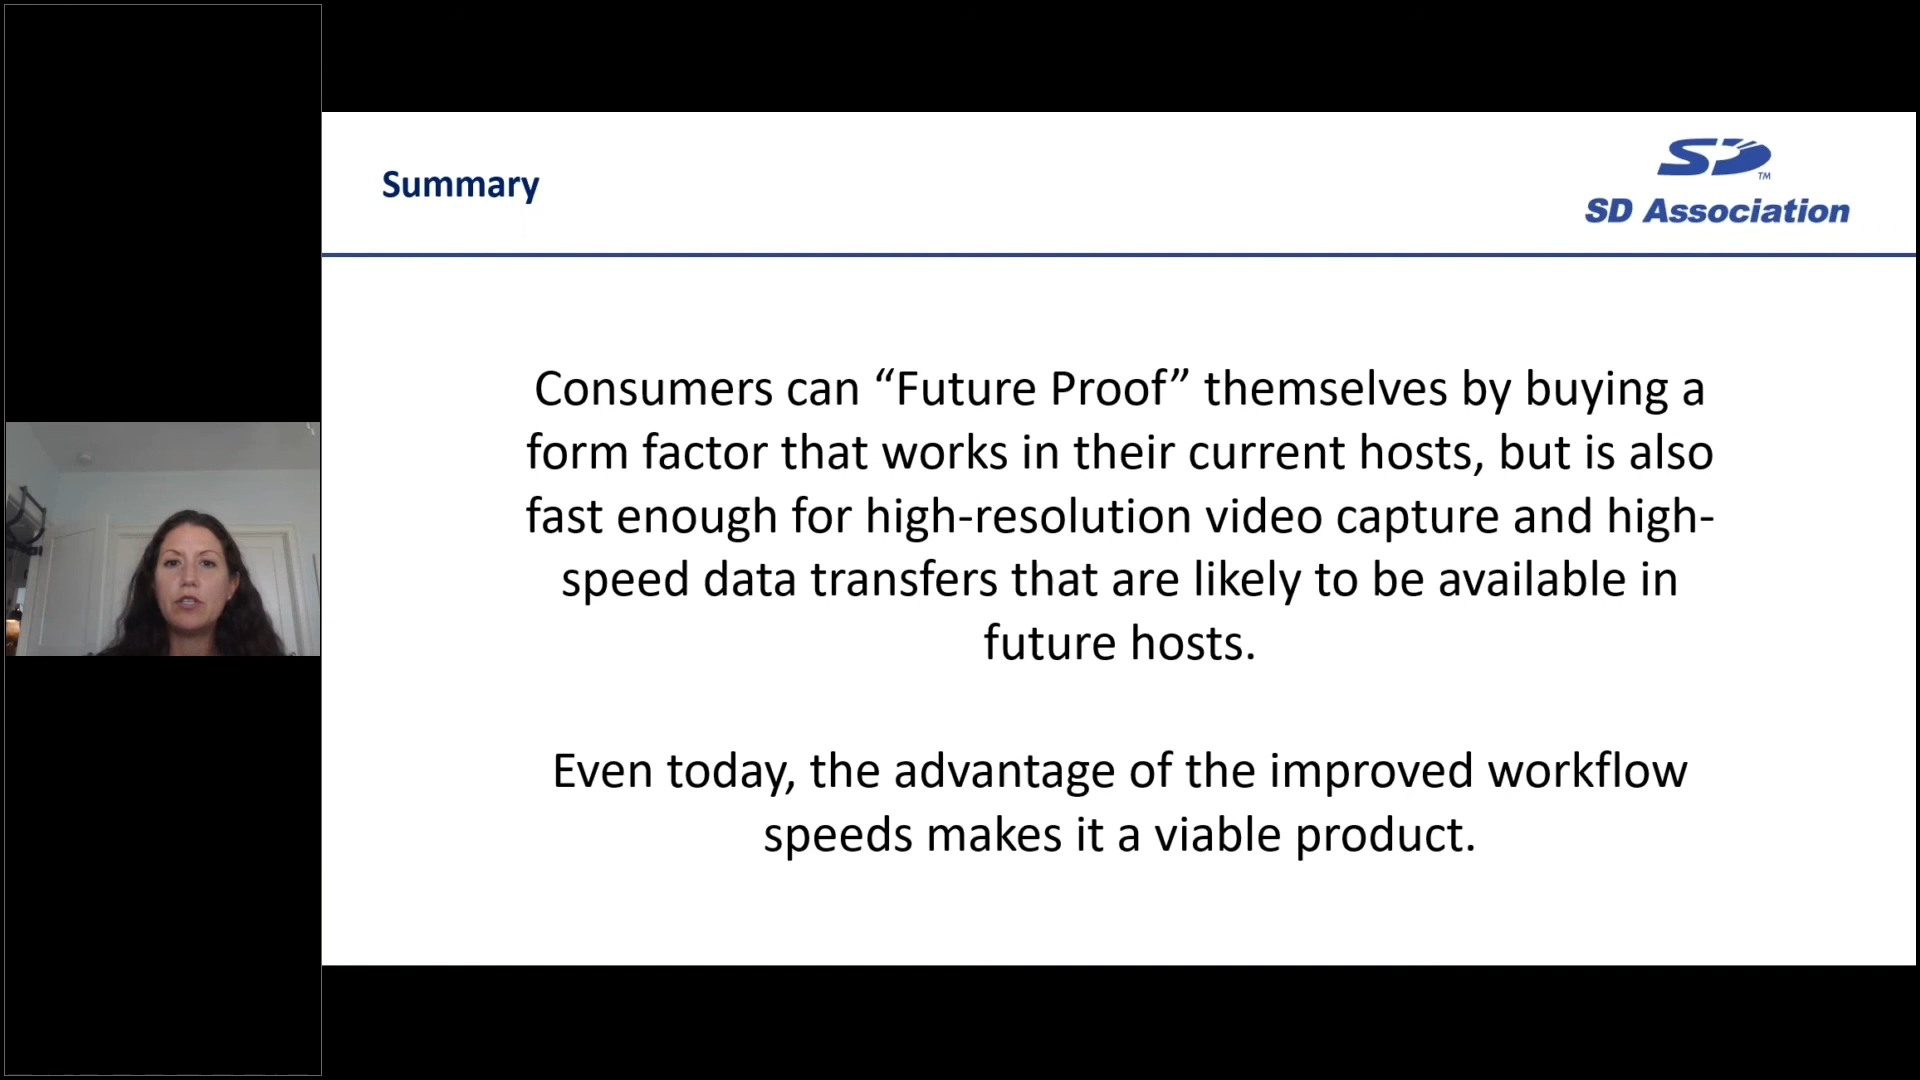 Summary
SD
TM
SD Association
Consumers can “Future Proof” themselves by buying a
form factor that works in their current hosts, but is also
fast enough for high-resolution video capture and high-
speed data transfers that are likely to be available in
future hosts.
Even today, the advantage of the improved workflow
speeds makes it a viable product.